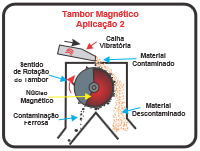 Tambor Magnético
Aplicação 2
Calha
Vibratória
Material
Contaminado
Sentido
de Rotação
do Tambor
Núcleo
Magnético
Contaminação
Ferrosa
Material
Descontaminado